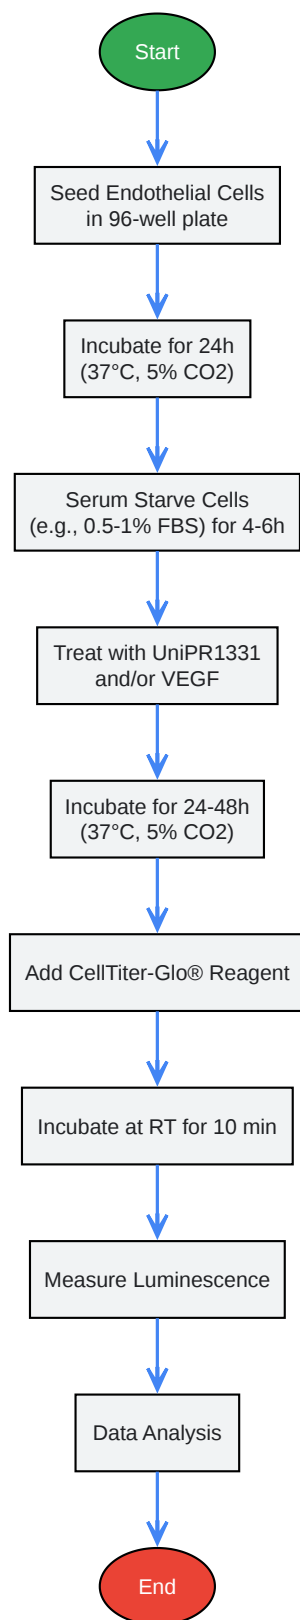 Start
Seed Endothelial Cells
in 96-well plate
Incubate for 24h
(37°C, 5% CO2)
Serum Starve Cells
(e.g., 0.5-1% FBS) for 4-6h
Treat with UniPR1331
and/or VEGF
Incubate for 24-48h
(37°C, 5% CO2)
Add CellTiter-Glo® Reagent
Incubate at RT for 10 min
Measure Luminescence
Data Analysis
End